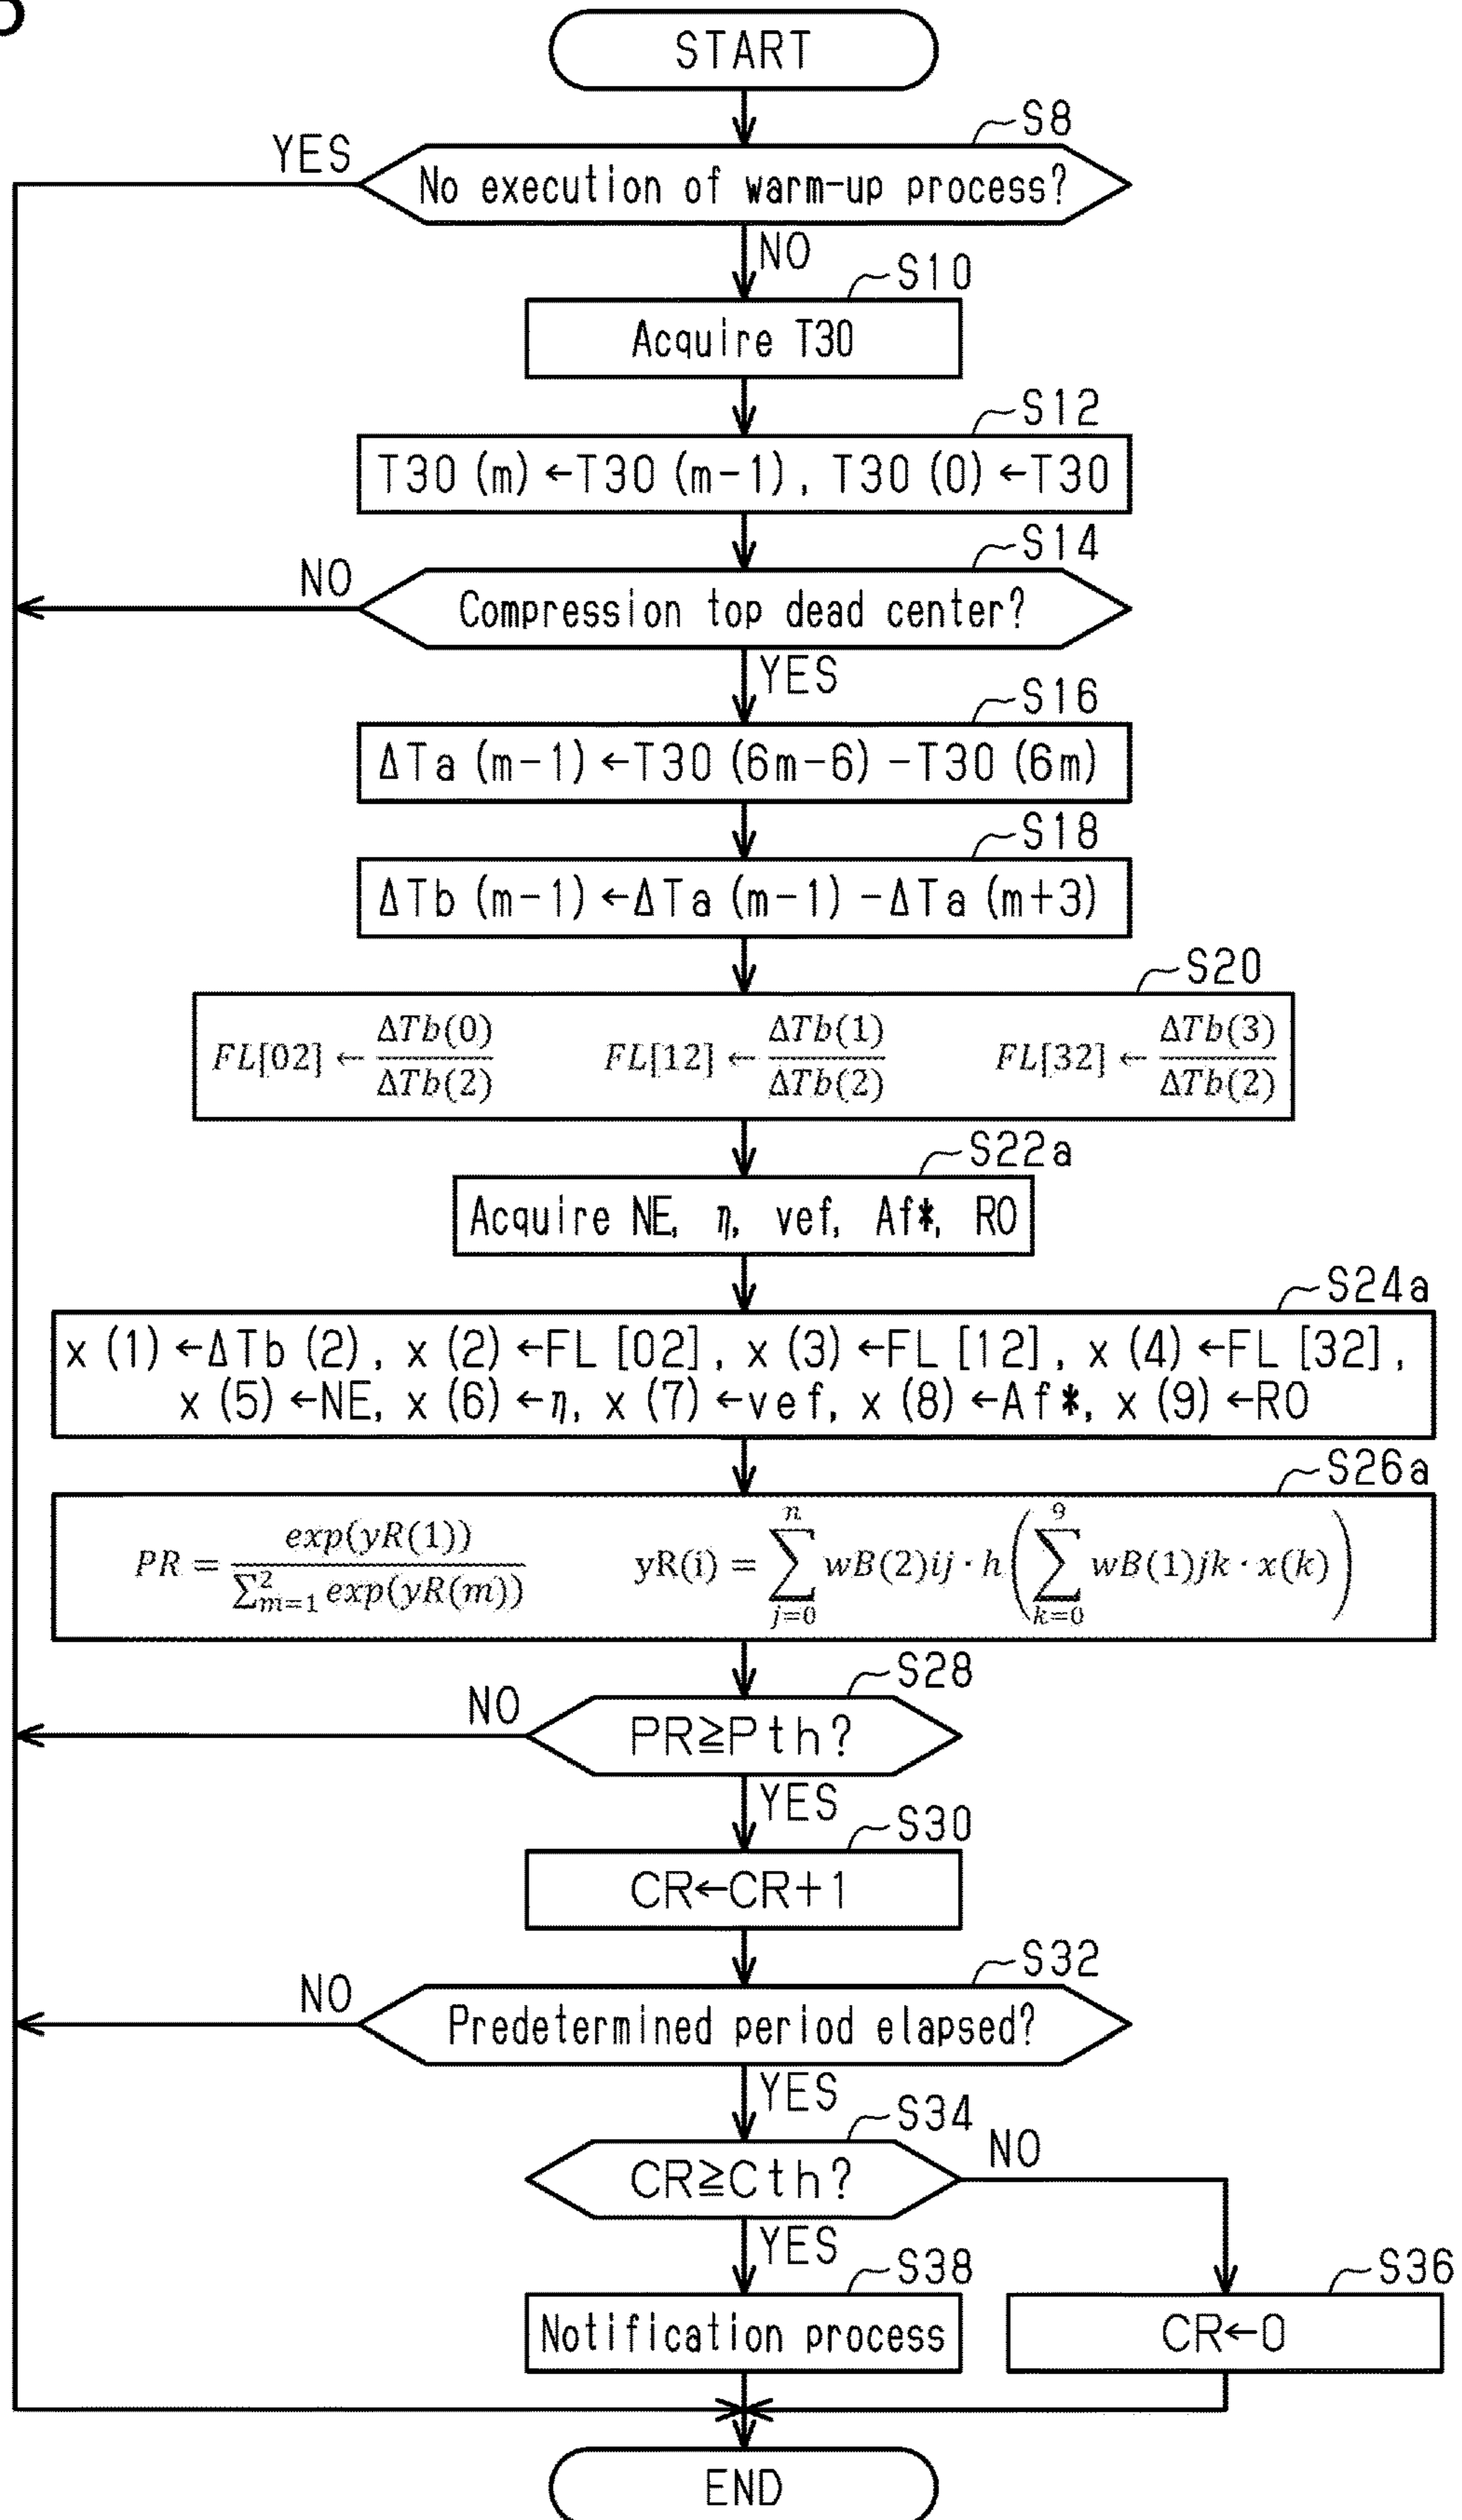 START
S8
YES
No execution of warm-up process?
NO
S10
Acquire T30
S12
T30 (m) ←T30 (m-1), T30 (0) ←T30
S14
NO
Compression top dead center?
YES
S16
ΔTa (m-1) ←T30 (6m-6) -T30 (6m)
S18
ΔTb (m-1) ←ΔTa (m-1) -ΔTa (m+3)
S20
FL[02] ← ΔTb(0)/ΔTb(2) FL[12] ← ΔTb(1)/ΔTb(2) FL[32] ← ΔTb(3)/ΔTb(2)
S22a
Acquire NE, η, vef, Af*, RO
S24a
x (1) ←ΔTb (2), x (2) ←FL [02], x (3) ←FL [12], x (4) ←FL [32],
x (5) ←NE, x (6) ←η, x (7) ←vef, x (8) ←Af*, x (9) ←RO
S26a
PR = exp(yR(1)) / ∑_{m=1}^{2} exp(yR(m)) yR(i) = ∑_{j=0}^{n} wB(2)ij · h(∑_{k=0}^{9} wB(1)jk · x(k))
S28
NO
PR≧Pth?
YES
S30
CR←CR+1
S32
NO
Predetermined period elapsed?
YES
S34
NO
CR≧Cth?
YES
S38
S36
Notification process
CR←0
END